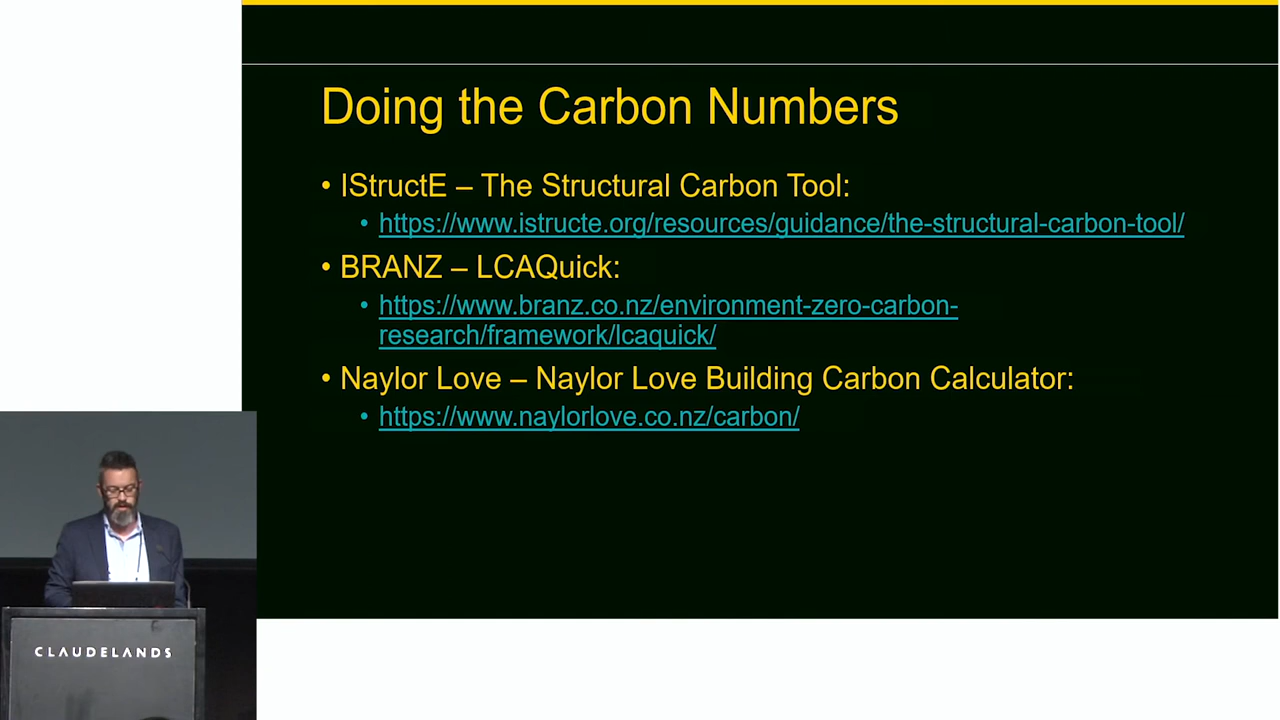 Doing the Carbon Numbers
• IStructE – The Structural Carbon Tool:
• https://www.istructe.org/resources/guidance/the-structural-carbon-tool/
• BRANZ – LCAQuick:
• https://www.branz.co.nz/environment-zero-carbon-
research/framework/lcaquick/
• Naylor Love – Naylor Love Building Carbon Calculator:
• https://www.naylorlove.co.nz/carbon/
CLAUDELANDS